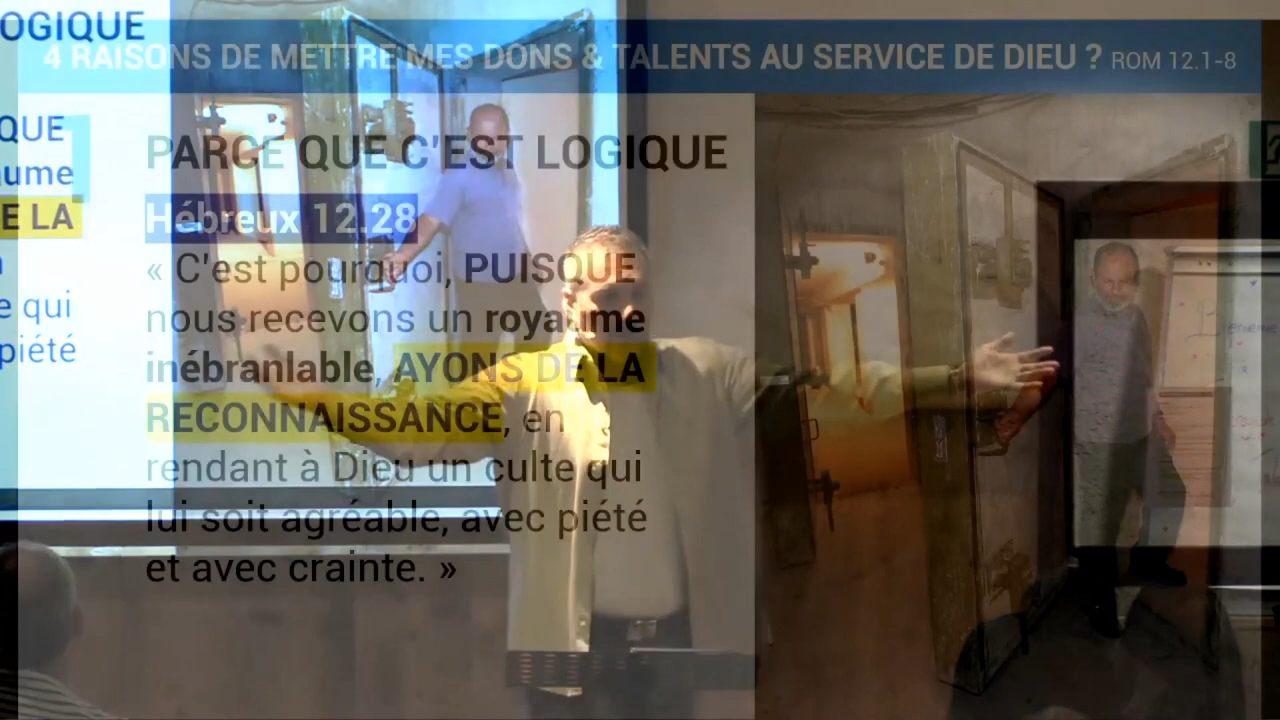 OGIQUE
4 RAISONS DE METTRE MES DONS & TALENTS AU SERVICE DE DIEU ? ROM 12.1-8
QUE
ume
E LA
e qui
piété
PARCE QUE C'EST LOGIQUE
Hébreux 12.28
« C'est pourquoi, PUISQUE
nous recevons un royaume
inébranlable, AYONS DE LA
RECONNAISSANCE, en
rendant à Dieu un culte qui
lui soit agréable, avec piété
et avec crainte. »